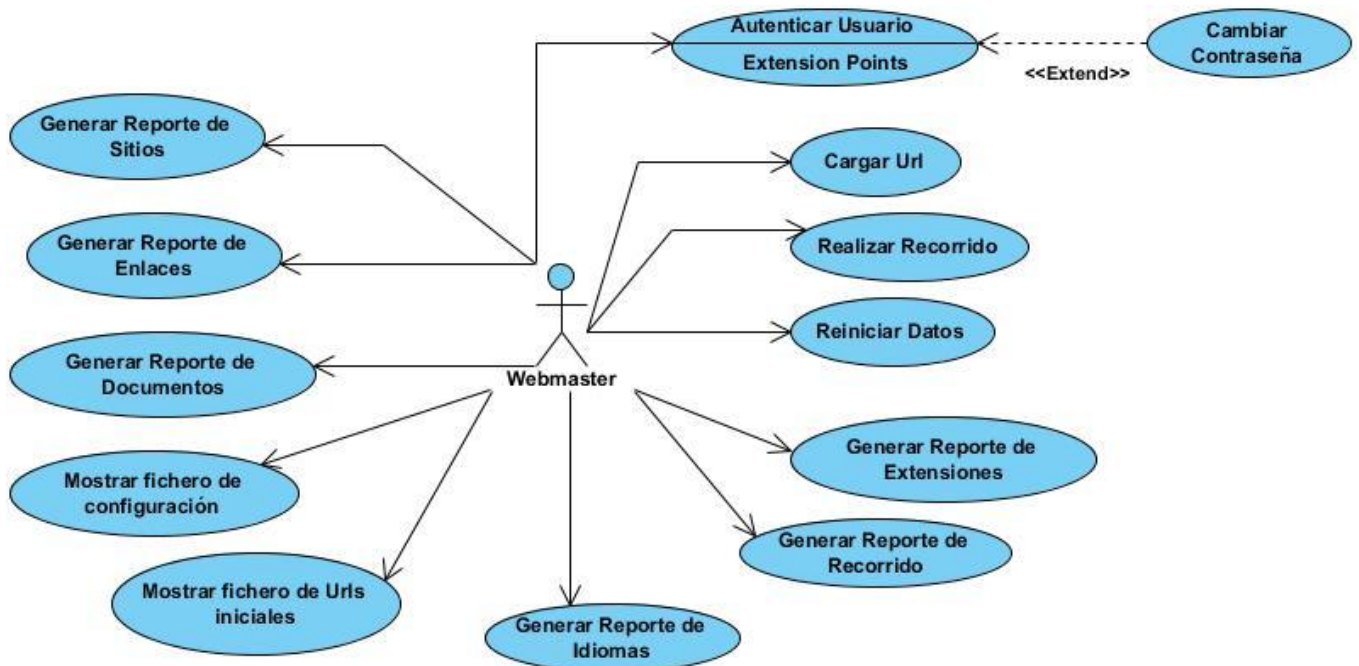 Autenticar Usuario
Extension Points
<<Extend>>
Cambiar
Contraseña
Generar Reporte de
Sitios
Cargar Url
Generar Reporte de
Enlaces
Realizar Recorrido
Reiniciar Datos
Generar Reporte de
Documentos
Webmaster
Generar Reporte de
Extensiones
Mostrar fichero de
configuración
Generar Reporte de
Recorrido
Mostrar fichero de Urls
iniciales
Generar Reporte de
Idiomas